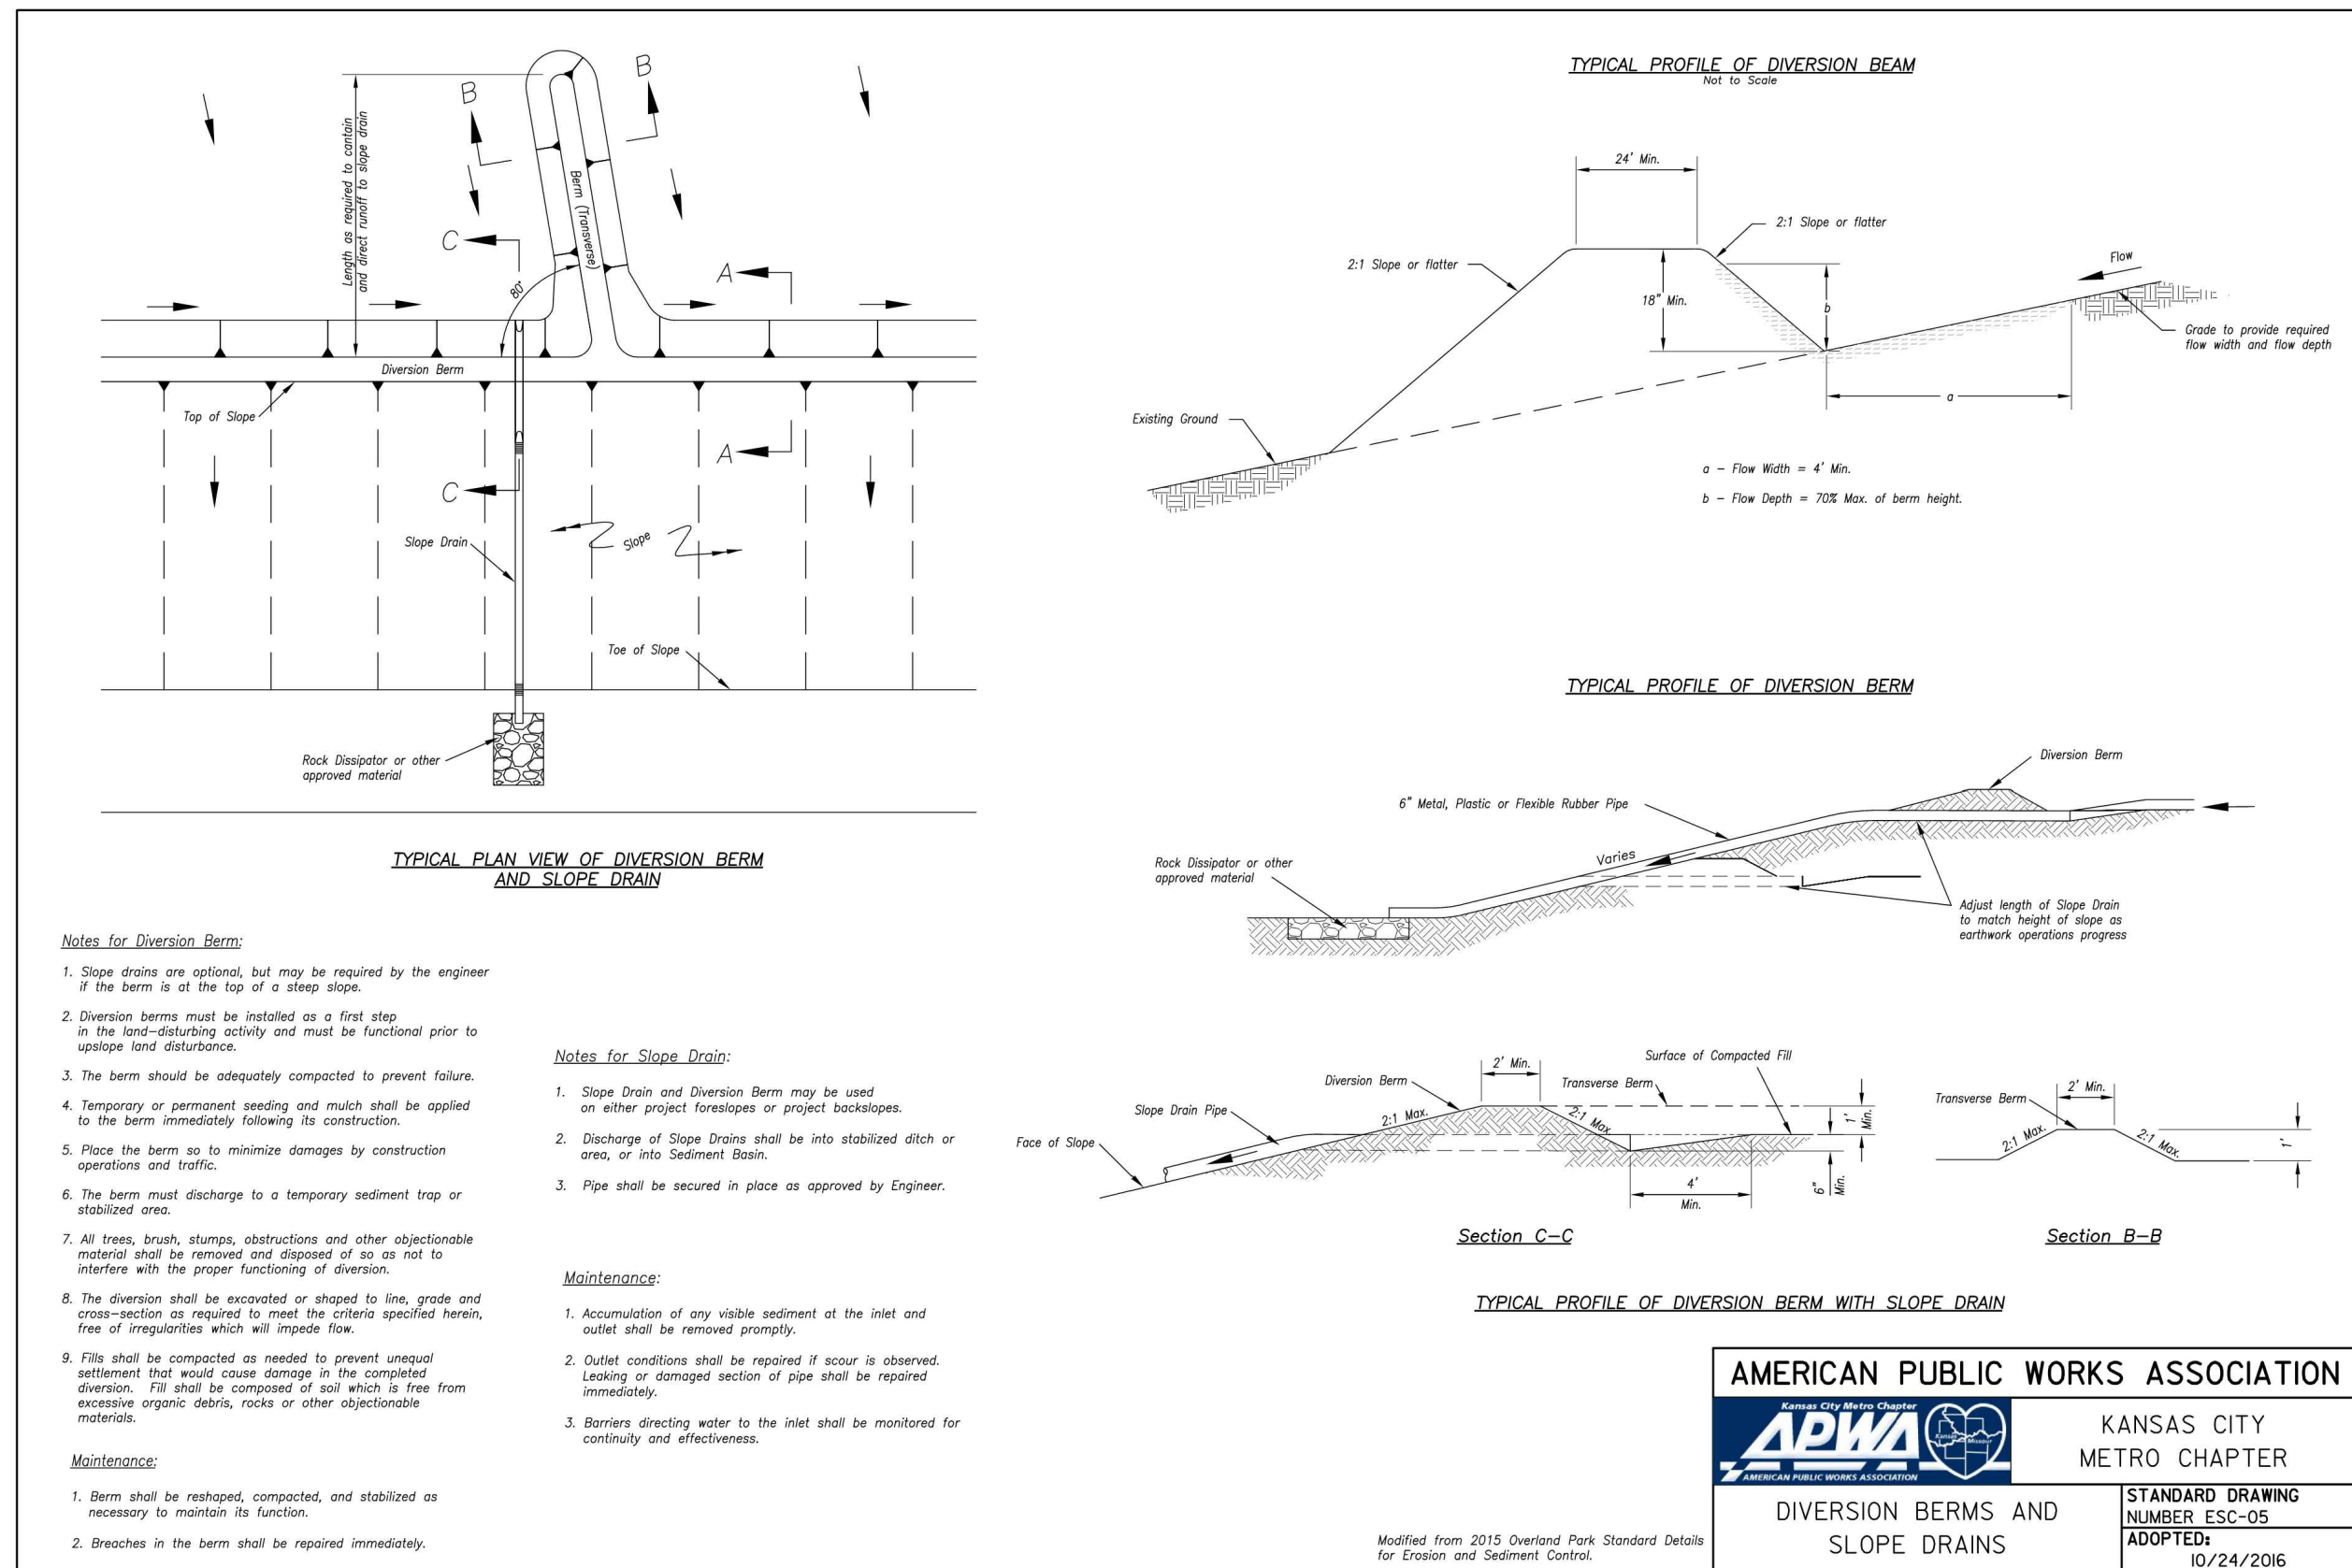 B
B
Length as required to cantain
and direct runoff to slope drain
Berm (Transverse)
C
A
80°
Diversion Berm
Top of Slope
A
C
Slope Drain
Slope
Toe of Slope
Rock Dissipator or other
approved material
TYPICAL PLAN VIEW OF DIVERSION BERM
AND SLOPE DRAIN
Notes for Diversion Berm:
1. Slope drains are optional, but may be required by the engineer
if the berm is at the top of a steep slope.
2. Diversion berms must be installed as a first step
in the land-disturbing activity and must be functional prior to
upslope land disturbance.
3. The berm should be adequately compacted to prevent failure.
4. Temporary or permanent seeding and mulch shall be applied
to the berm immediately following its construction.
5. Place the berm so to minimize damages by construction
operations and traffic.
6. The berm must discharge to a temporary sediment trap or
stabilized area.
7. All trees, brush, stumps, obstructions and other objectionable
material shall be removed and disposed of so as not to
interfere with the proper functioning of diversion.
8. The diversion shall be excavated or shaped to line, grade and
cross-section as required to meet the criteria specified herein,
free of irregularities which will impede flow.
9. Fills shall be compacted as needed to prevent unequal
settlement that would cause damage in the completed
diversion. Fill shall be composed of soil which is free from
excessive organic debris, rocks or other objectionable
materials.
Maintenance:
1. Berm shall be reshaped, compacted, and stabilized as
necessary to maintain its function.
2. Breaches in the berm shall be repaired immediately.
Notes for Slope Drain:
1. Slope Drain and Diversion Berm may be used
on either project foreslopes or project backslopes.
2. Discharge of Slope Drains shall be into stabilized ditch or
area, or into Sediment Basin.
3. Pipe shall be secured in place as approved by Engineer.
Maintenance:
1. Accumulation of any visible sediment at the inlet and
outlet shall be removed promptly.
2. Outlet conditions shall be repaired if scour is observed.
Leaking or damaged section of pipe shall be repaired
immediately.
3. Barriers directing water to the inlet shall be monitored for
continuity and effectiveness.
TYPICAL PROFILE OF DIVERSION BEAM
Not to Scale
24' Min.
2:1 Slope or flatter
2:1 Slope or flatter
Flow
18" Min.
b
Grade to provide required
flow width and flow depth
a
Existing Ground
a - Flow Width = 4' Min.
b - Flow Depth = 70% Max. of berm height.
TYPICAL PROFILE OF DIVERSION BERM
Diversion Berm
6" Metal, Plastic or Flexible Rubber Pipe
Varies
Rock Dissipator or other
approved material
Adjust length of Slope Drain
to match height of slope as
earthwork operations progress
2' Min.
Surface of Compacted Fill
Diversion Berm
Transverse Berm
Slope Drain Pipe
2:1 Max.
2:1 Max
1'
Min.
Face of Slope
4'
Min.
6"
Min.
Section C-C
2' Min.
Transverse Berm
2:1 Max.
2:1 Max.
1'
Section B-B
TYPICAL PROFILE OF DIVERSION BERM WITH SLOPE DRAIN
Modified from 2015 Overland Park Standard Details
for Erosion and Sediment Control.
AMERICAN PUBLIC WORKS ASSOCIATION
Kansas City Metro Chapter
APWA
Kansas
Missouri
AMERICAN PUBLIC WORKS ASSOCIATION
KANSAS CITY
METRO CHAPTER
DIVERSION BERMS AND
SLOPE DRAINS
STANDARD DRAWING
NUMBER ESC-05
ADOPTED:
10/24/2016